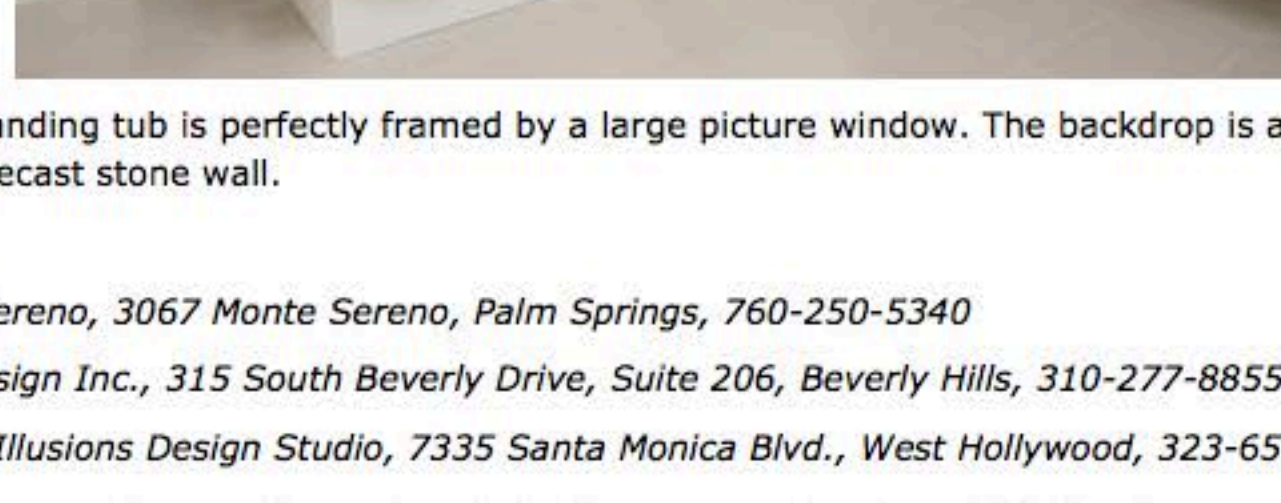 nding tub is perfectly framed by a large picture window. The backdrop is a
ecast stone wall.
ereno, 3067 Monte Sereno, Palm Springs, 760-250-5340
sign Inc., 315 South Beverly Drive, Suite 206, Beverly Hills, 310-277-8855
Illusions Design Studio, 7335 Santa Monica Blvd., West Hollywood, 323-65